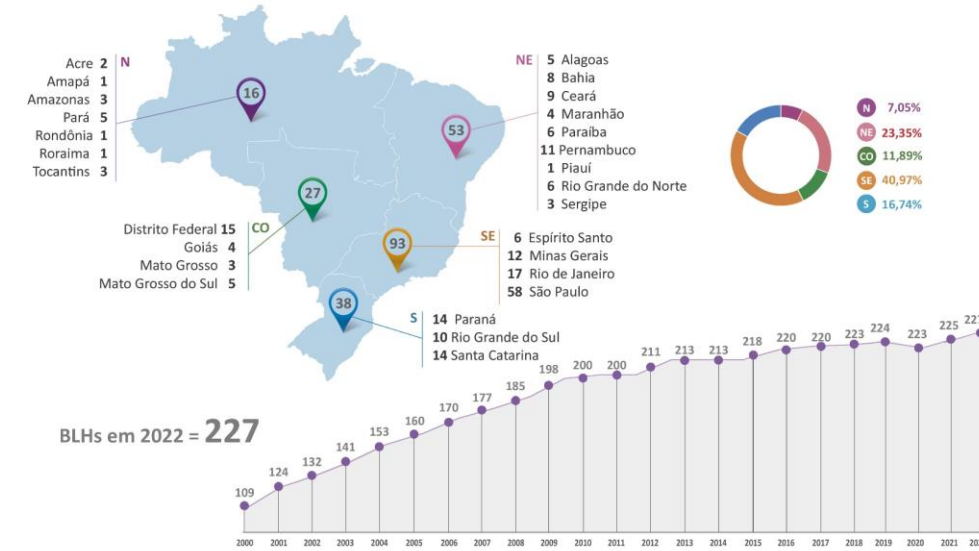 Acre 2 N
Amapá 1
Amazonas 3
Pará 5
Rondônia 1
Roraima 1
Tocantins 3
16
NE 5 Alagoas
8 Bahia
9 Ceará
4 Maranhão
6 Paraíba
11 Pernambuco
1 Piauí
6 Rio Grande do Norte
3 Sergipe
53
N 7,05%
NE 23,35%
CO 11,89%
SE 40,97%
S 16,74%
27
Distrito Federal 15 CO
Goiás 4
Mato Grosso 3
Mato Grosso do Sul 5
93
SE 6 Espírito Santo
12 Minas Gerais
17 Rio de Janeiro
58 São Paulo
38
S 14 Paraná
10 Rio Grande do Sul
14 Santa Catarina
BLHs em 2022 = 227
109 124 132 141 153 160 170 177 185 198 200 200 211 213 213 218 220 220 223 224 223 225 227
2000 2001 2002 2003 2004 2005 2006 2007 2008 2009 2010 2011 2012 2013 2014 2015 2016 2017 2018 2019 2020 2021